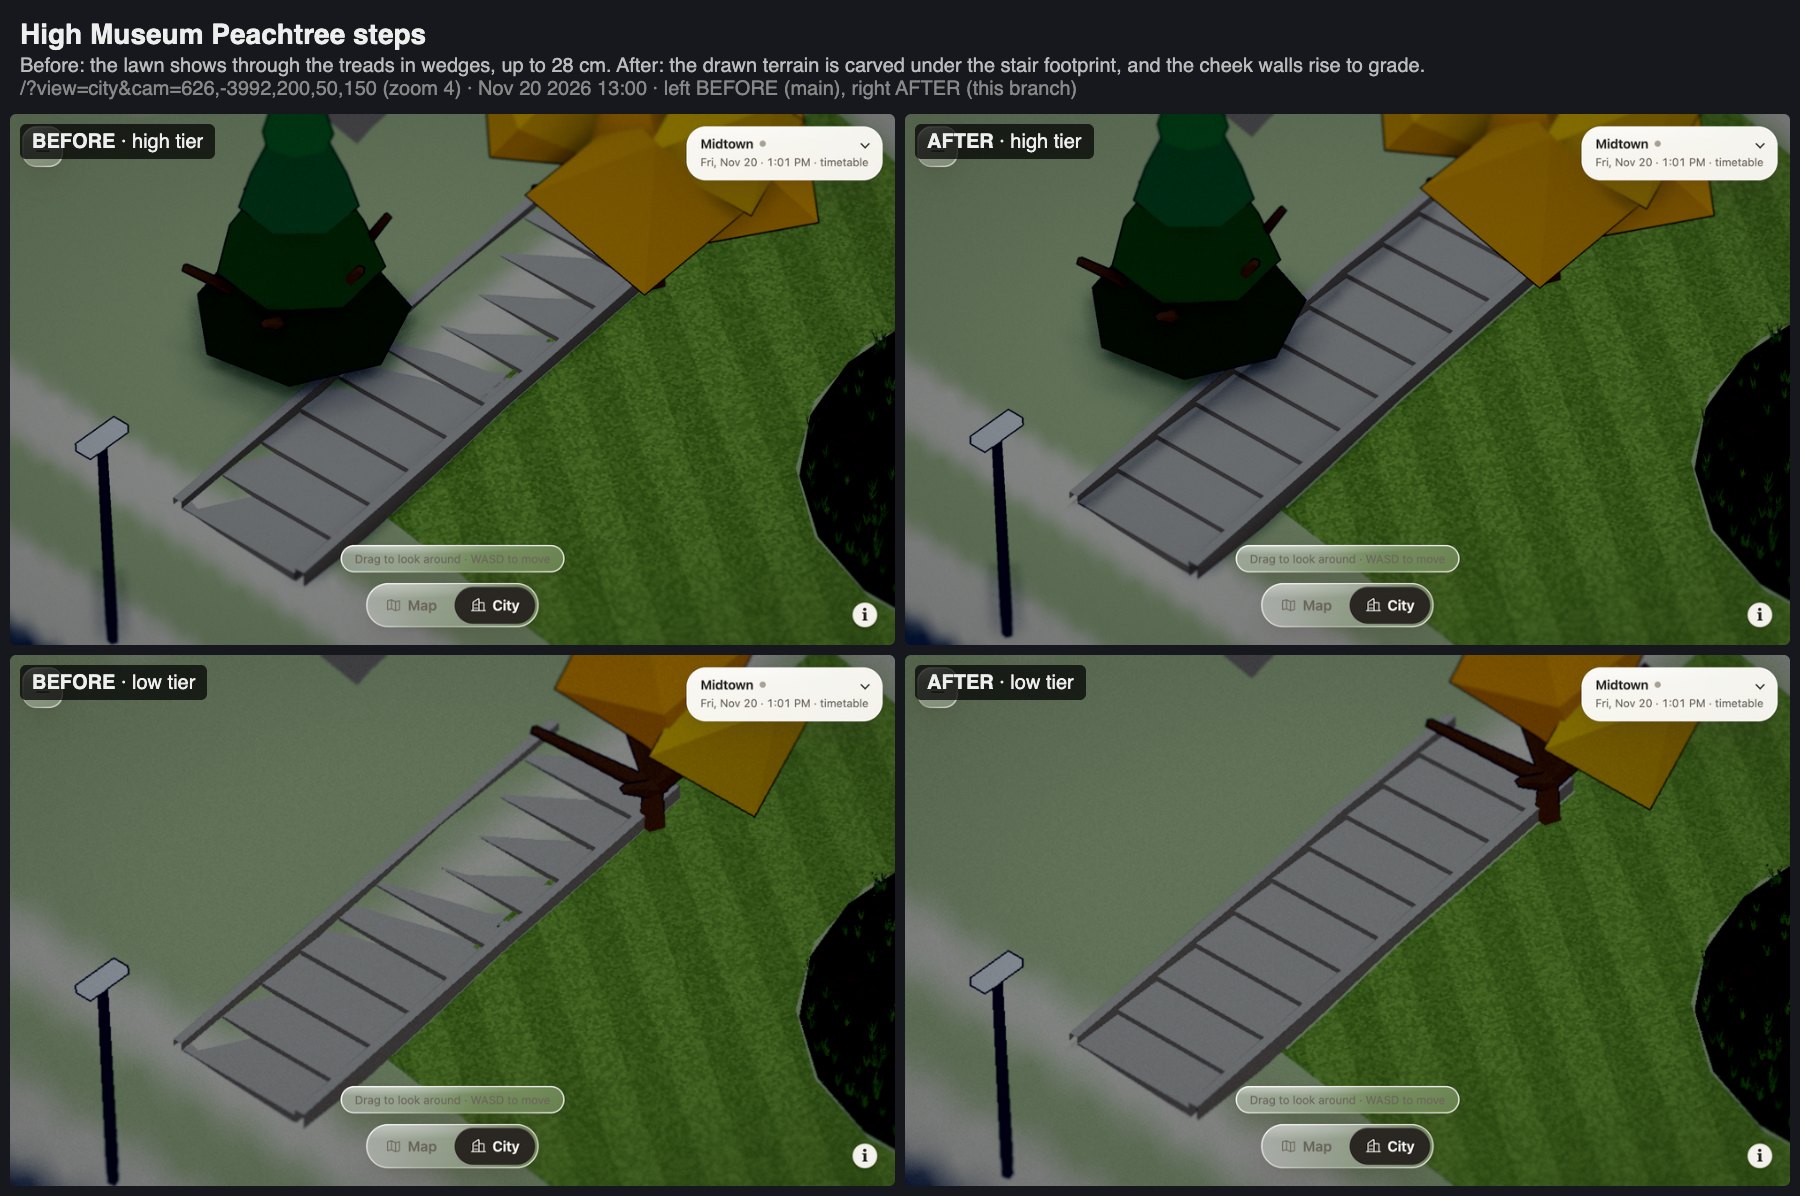 High Museum Peachtree steps
Before: the lawn shows through the treads in wedges, up to 28 cm. After: the drawn terrain is carved under the stair footprint, and the cheek walls rise to grade.
/?view=city&cam=626,-3992,200,50,150 (zoom 4) · Nov 20 2026 13:00 · left BEFORE (main), right AFTER (this branch)
BEFORE · high tier
Midtown
Fri, Nov 20 · 1:01 PM · timetable
Drag to look around · WASD to move
Map
City
i
AFTER · high tier
Midtown
Fri, Nov 20 · 1:01 PM · timetable
Drag to look around · WASD to move
Map
City
i
BEFORE · low tier
Midtown
Fri, Nov 20 · 1:01 PM · timetable
Drag to look around · WASD to move
Map
City
i
AFTER · low tier
Midtown
Fri, Nov 20 · 1:01 PM · timetable
Drag to look around · WASD to move
Map
City
i